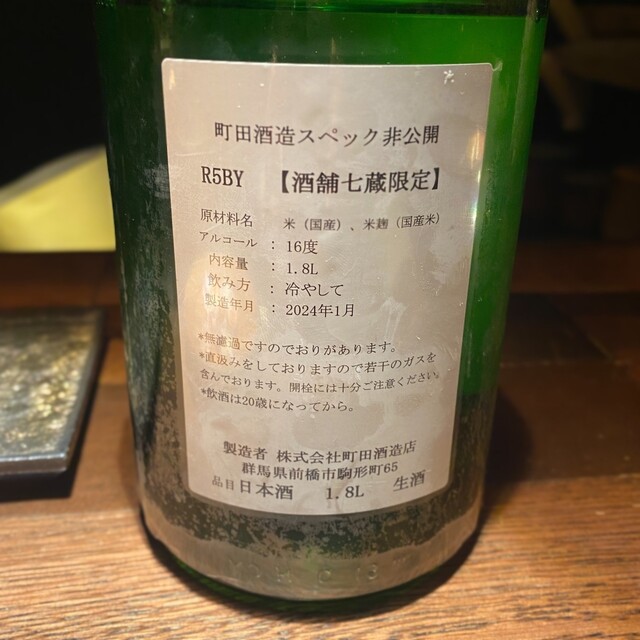 町田酒造スペック非公開
R5BY 【酒舗七蔵限定】
原材料名 米（国産）、米麹（国産米）
アルコール ： 16度
内容量 ： 1.8L
飲み方 ： 冷やして
製造年月 ： 2024年1月
*無濾過ですのでおりがあります。
*直汲みをしておりますので若干のガスを
含んでおります。開栓には十分ご注意ください。
*飲酒は20歳になってから。
製造者 株式会社町田酒造店
群馬県前橋市駒形町65
品目 日本酒 1.8L 生酒